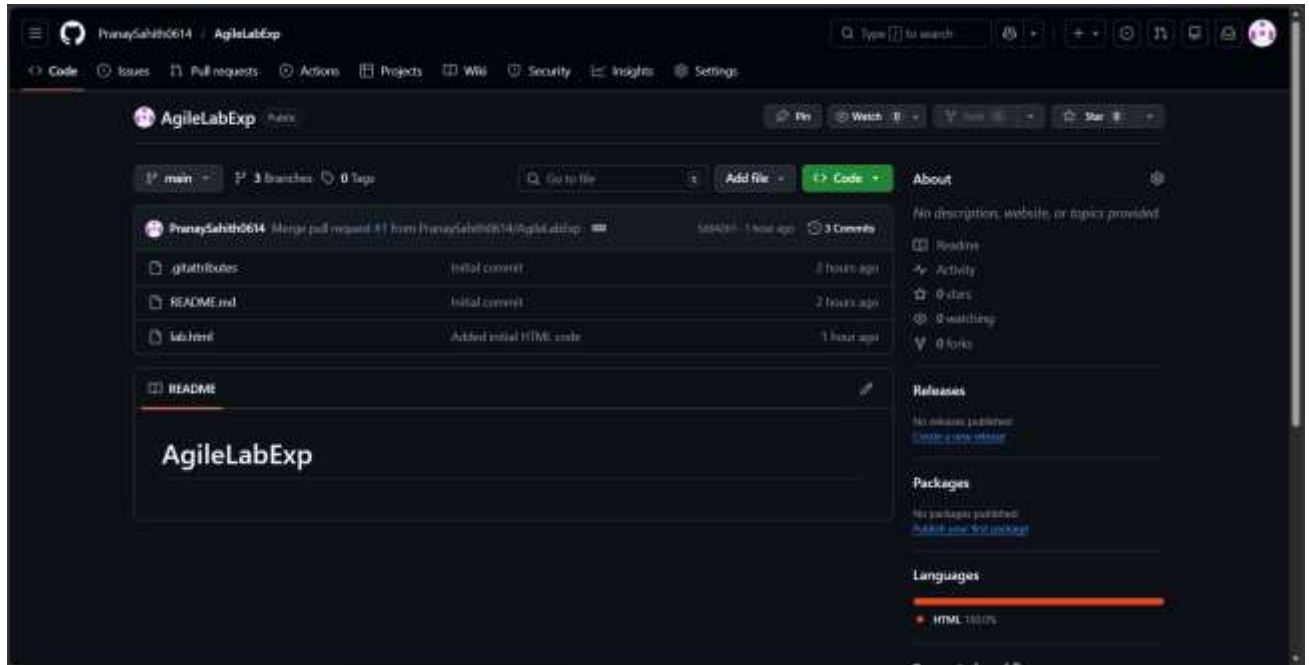 PranaySahith0614 / AgileLabExp
Type / to search
Code Issues Pull requests Actions Projects Wiki Security Insights Settings
AgileLabExp Public
Pin Watch 0 Star 0
main 3 Branches 0 Tags
Go to file
Add file Code
PranaySahith0614 Merge pull request #1 from PranaySahith0614/AgileLabExp
1 hour ago 3 Commits
.gitattributes Initial commit 2 hours ago
README.md Initial commit 2 hours ago
lab.html Added initial HTML code 1 hour ago
README
AgileLabExp
About
No description, website, or topics provided.
Readme
Activity
0 stars
0 watching
0 forks
Releases
No releases published
Create a new release
Packages
No packages published
Publish your first package
Languages
HTML 100.0%